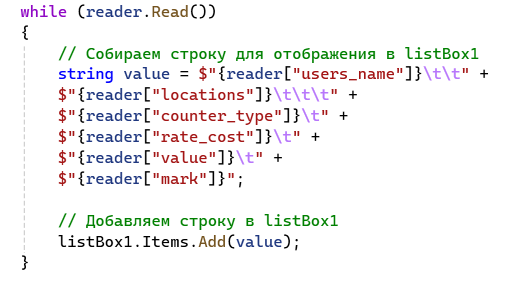 while (reader.Read())
{
// Собираем строку для отображения в listBox1
string value = $"{reader["users_name"]}\t\t" +
$"{reader["locations"]}\t\t\t" +
$"{reader["counter_type"]}\t" +
$"{reader["rate_cost"]}\t" +
$"{reader["value"]}\t" +
$"{reader["mark"]}";
// Добавляем строку в listBox1
listBox1.Items.Add(value);
}